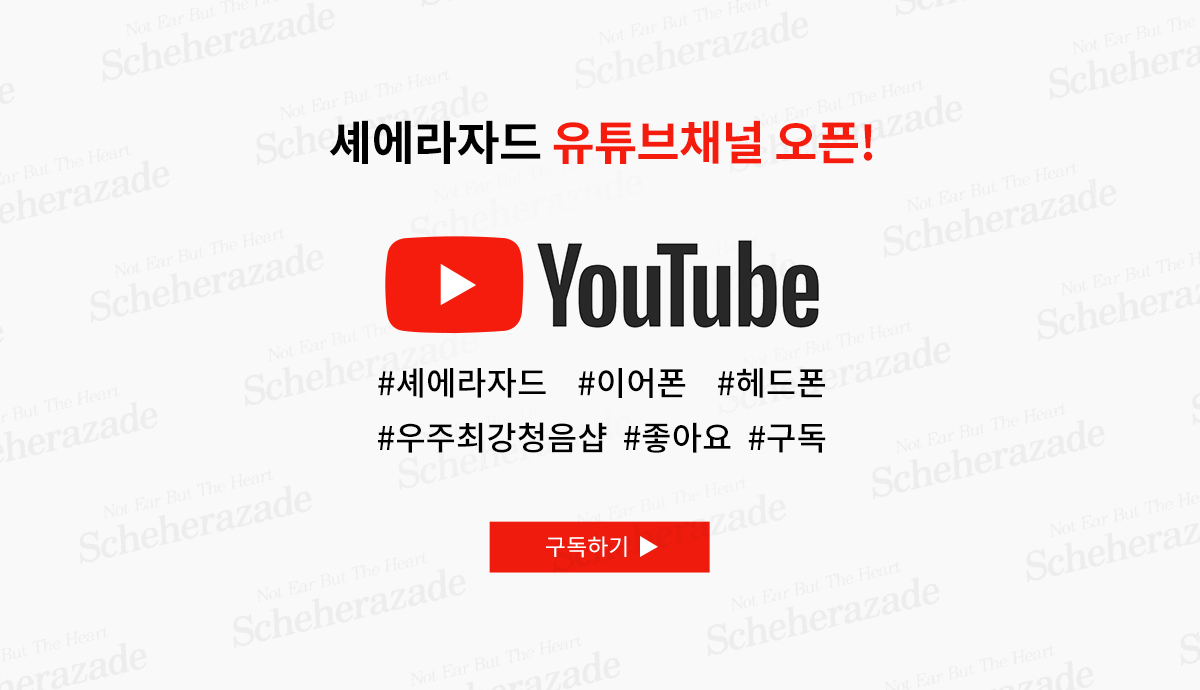 셰에라자드 유튜브채널 오픈!
YouTube
#셰에라자드 #이어폰 #헤드폰
#우주최강청음샵 #좋아요 #구독
구독하기
Not Ear But The Heart
Scheherazade